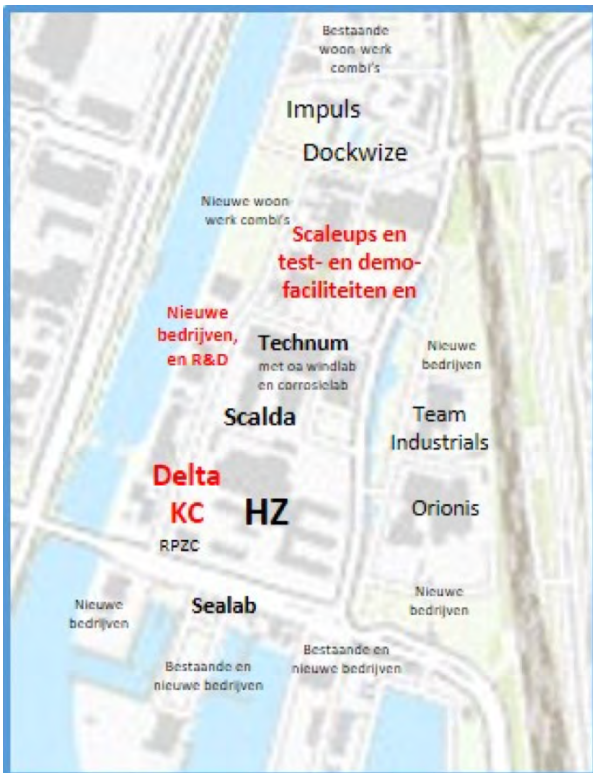 Bestaande
woon-werk
combi's
Impuls
Dockwize
Nieuwe woon-
werk combi's
Scaleups en
test- en demo-
faciliteiten en
Nieuwe
bedrijven,
en R&D
Technum
met oa windlab
en corrosielab
Nieuwe
bedrijven
Scalda
Team
Industrials
Delta
KC
HZ
Orionis
RPZC
Nieuwe
bedrijven
Sealab
Nieuwe
bedrijven
Bestaande en
nieuwe bedrijven
Bestaande en
nieuwe bedrijven